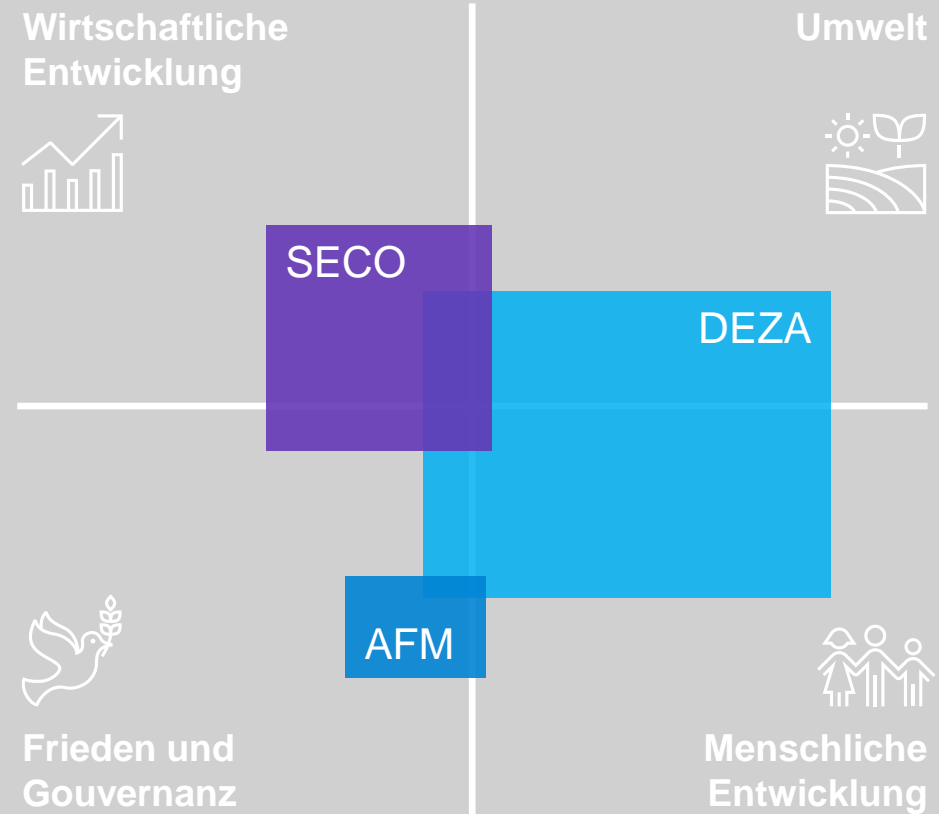 Wirtschaftliche
Entwicklung
Umwelt
SECO
DEZA
AFM
Frieden und
Gouvernanz
Menschliche
Entwicklung